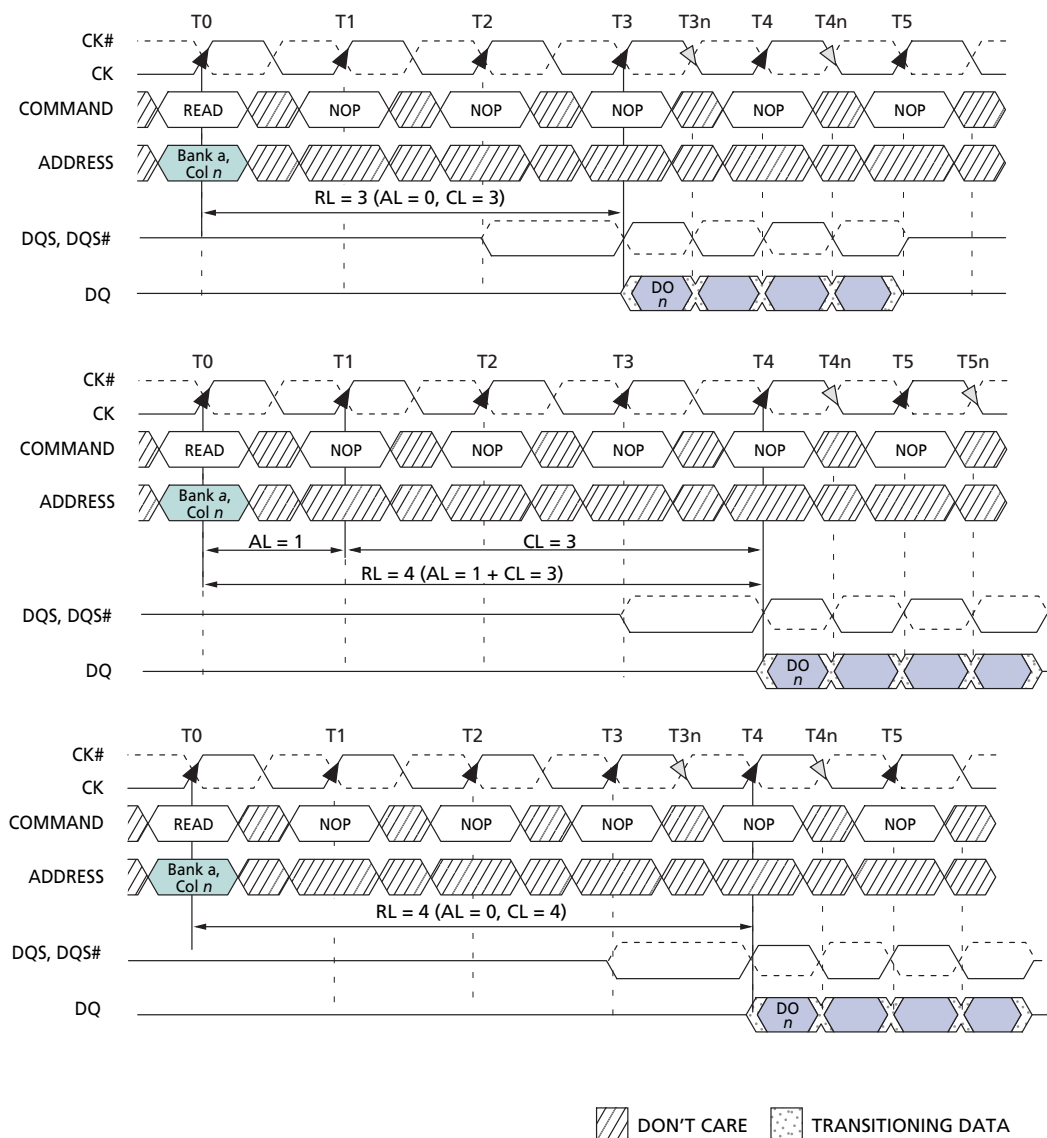 T0 T1 T2 T3 T3n T4 T4n T5
CK#
CK
COMMAND READ NOP NOP NOP NOP NOP
ADDRESS Bank a,
Col n
RL = 3 (AL = 0, CL = 3)
DQS, DQS#
DQ DO
n
T0 T1 T2 T3 T4 T4n T5 T5n
CK#
CK
COMMAND READ NOP NOP NOP NOP NOP
ADDRESS Bank a,
Col n
AL = 1 CL = 3
RL = 4 (AL = 1 + CL = 3)
DQS, DQS#
DQ DO
n
T0 T1 T2 T3 T3n T4 T4n T5
CK#
CK
COMMAND READ NOP NOP NOP NOP NOP
ADDRESS Bank a,
Col n
RL = 4 (AL = 0, CL = 4)
DQS, DQS#
DQ DO
n
DON'T CARE TRANSITIONING DATA